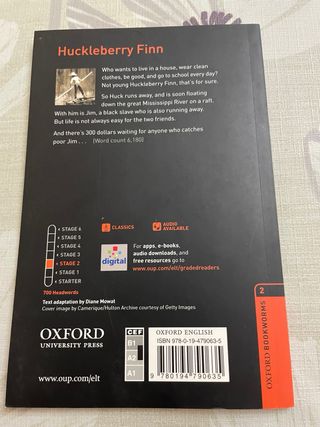 Huckleberry Finn
Who wants to live in a house, wear clean
clothes, be good, and go to school every day?
Not young Huckleberry Finn, that's for sure.
So Huck runs away, and is soon floating
down the great Mississippi River on a raft.
With him is Jim, a black slave who is also running away.
But life is not always easy for the two friends.
And there's 300 dollars waiting for anyone who catches
poor Jim . . . [Word count 6,180]
STAGE 6
STAGE 5
STAGE 4
STAGE 3
STAGE 2
STAGE 1
STARTER
700 Headwords
CLASSICS
AUDIO
AVAILABLE
go
digital
For apps, e-books,
audio downloads, and
free resources go to
www.oup.com/elt/gradedreaders
Text adaptation by Diane Mowat
Cover image by Camerique/Hulton Archive courtesy of Getty Images
OXFORD
UNIVERSITY PRESS
www.oup.com/elt
CEF
B1
A2
A1
OXFORD ENGLISH
ISBN 978-0-19-479063-5
9 780194 790635
2
OXFORD BOOKWORMS